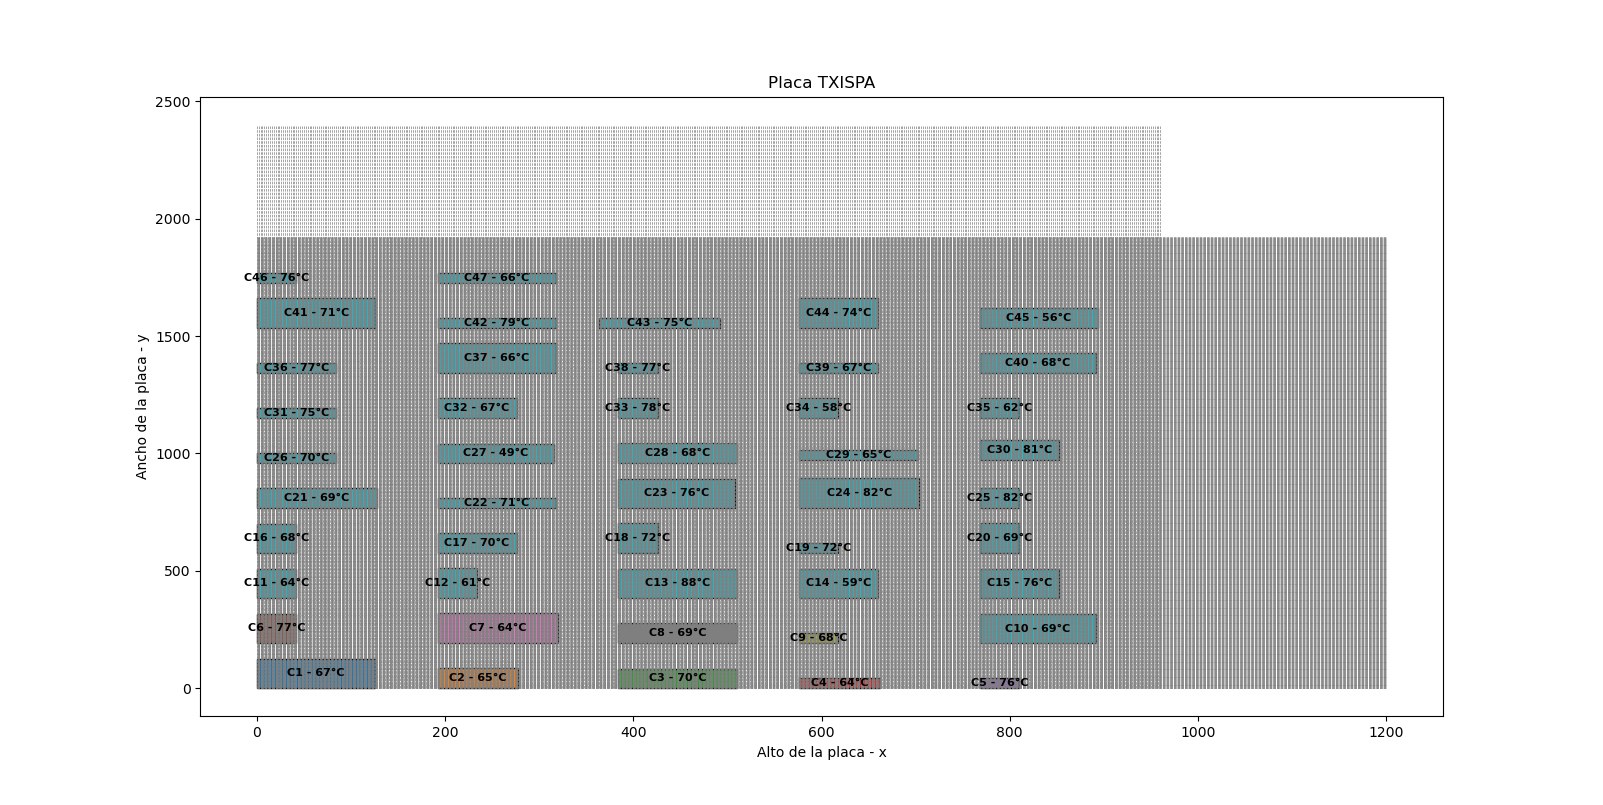 Placa TXISPA
2500
2000
1500
1000
500
0
Ancho de la placa - y
C46 - 76°C
C47 - 66°C
C41 - 71°C
C42 - 79°C
C43 - 75°C
C44 - 74°C
C45 - 56°C
C36 - 77°C
C37 - 66°C
C38 - 77°C
C39 - 67°C
C40 - 68°C
C31 - 75°C
C32 - 67°C
C33 - 78°C
C34 - 58°C
C35 - 62°C
C26 - 70°C
C27 - 49°C
C28 - 68°C
C29 - 65°C
C30 - 81°C
C21 - 69°C
C22 - 71°C
C23 - 76°C
C24 - 82°C
C25 - 82°C
C16 - 68°C
C17 - 70°C
C18 - 72°C
C19 - 72°C
C20 - 69°C
C11 - 64°C
C12 - 61°C
C13 - 88°C
C14 - 59°C
C15 - 76°C
C6 - 77°C
C7 - 64°C
C8 - 69°C
C9 - 68°C
C10 - 69°C
C1 - 67°C
C2 - 65°C
C3 - 70°C
C4 - 64°C
C5 - 76°C
0 200 400 600 800 1000 1200
Alto de la placa - x